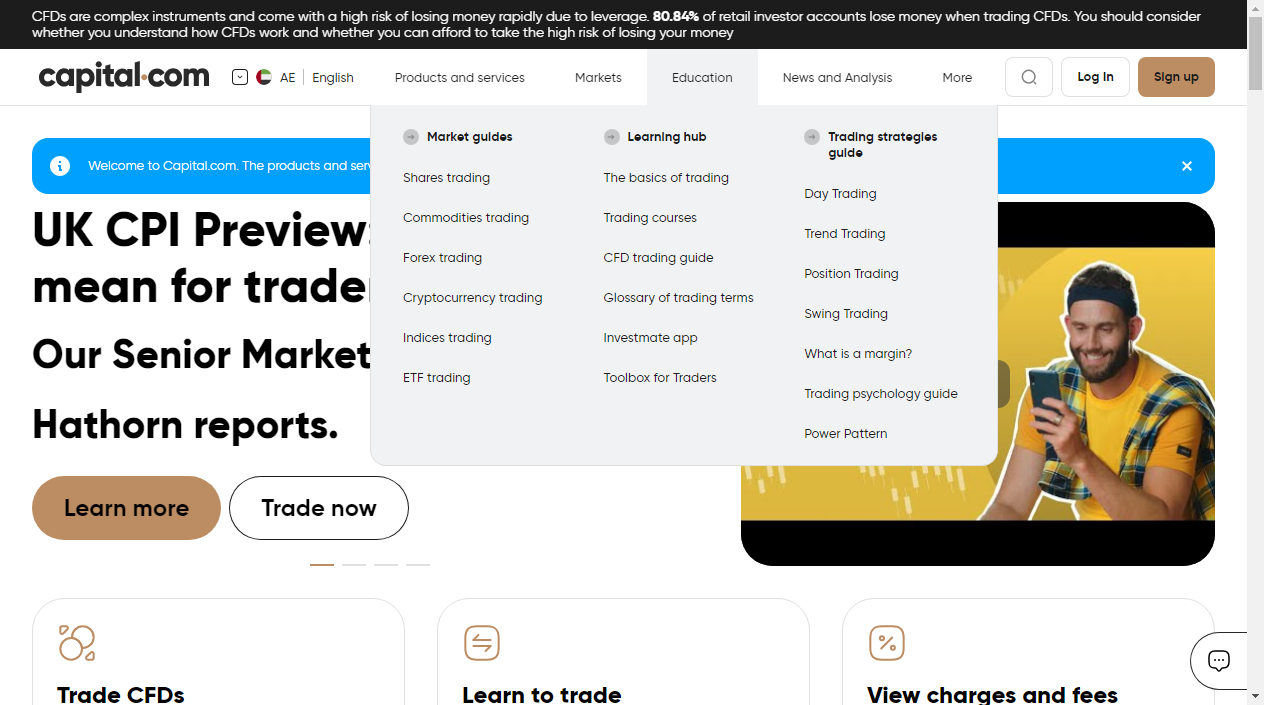 CFDs are complex instruments and come with a high risk of losing money rapidly due to leverage. 80.84% of retail investor accounts lose money when trading CFDs. You should consider
whether you understand how CFDs work and whether you can afford to take the high risk of losing your money
capital.com
AE
English
Products and services
Markets
Education
News and Analysis
More
Log In
Sign up
Market guides
Shares trading
Commodities trading
Forex trading
Cryptocurrency trading
Indices trading
ETF trading
Learning hub
The basics of trading
Trading courses
CFD trading guide
Glossary of trading terms
Investmate app
Toolbox for Traders
Trading strategies
guide
Day Trading
Trend Trading
Position Trading
Swing Trading
What is a margin?
Trading psychology guide
Power Pattern
Welcome to Capital.com. The products and
UK CPI Preview:
mean for
Our Senior Market
Hathorn reports.
Learn more
Trade now
Trade CFDs
Learn to trade
View charges and fees